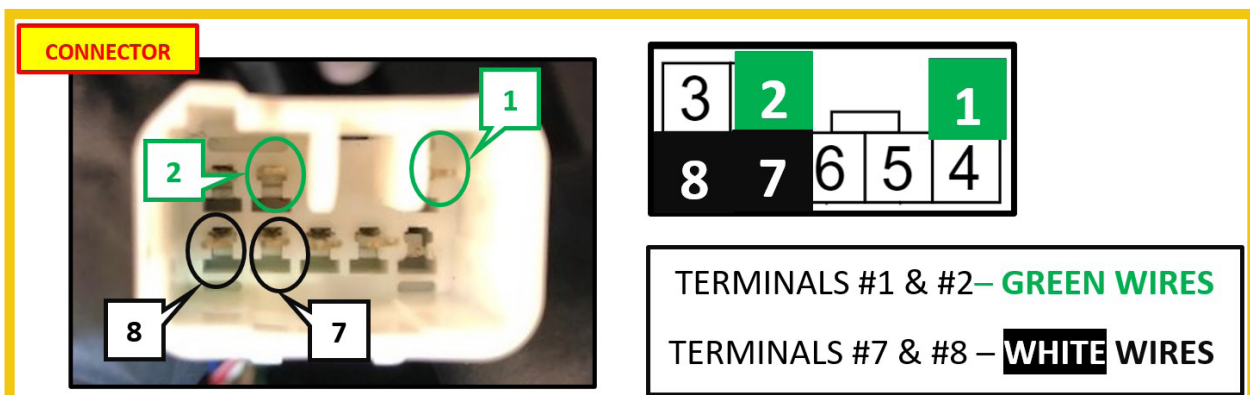 CONNECTOR
1
2
8
7
3 2 1
8 7 6 5 4
TERMINALS #1 & #2– GREEN WIRES
TERMINALS #7 & #8 – WHITE WIRES